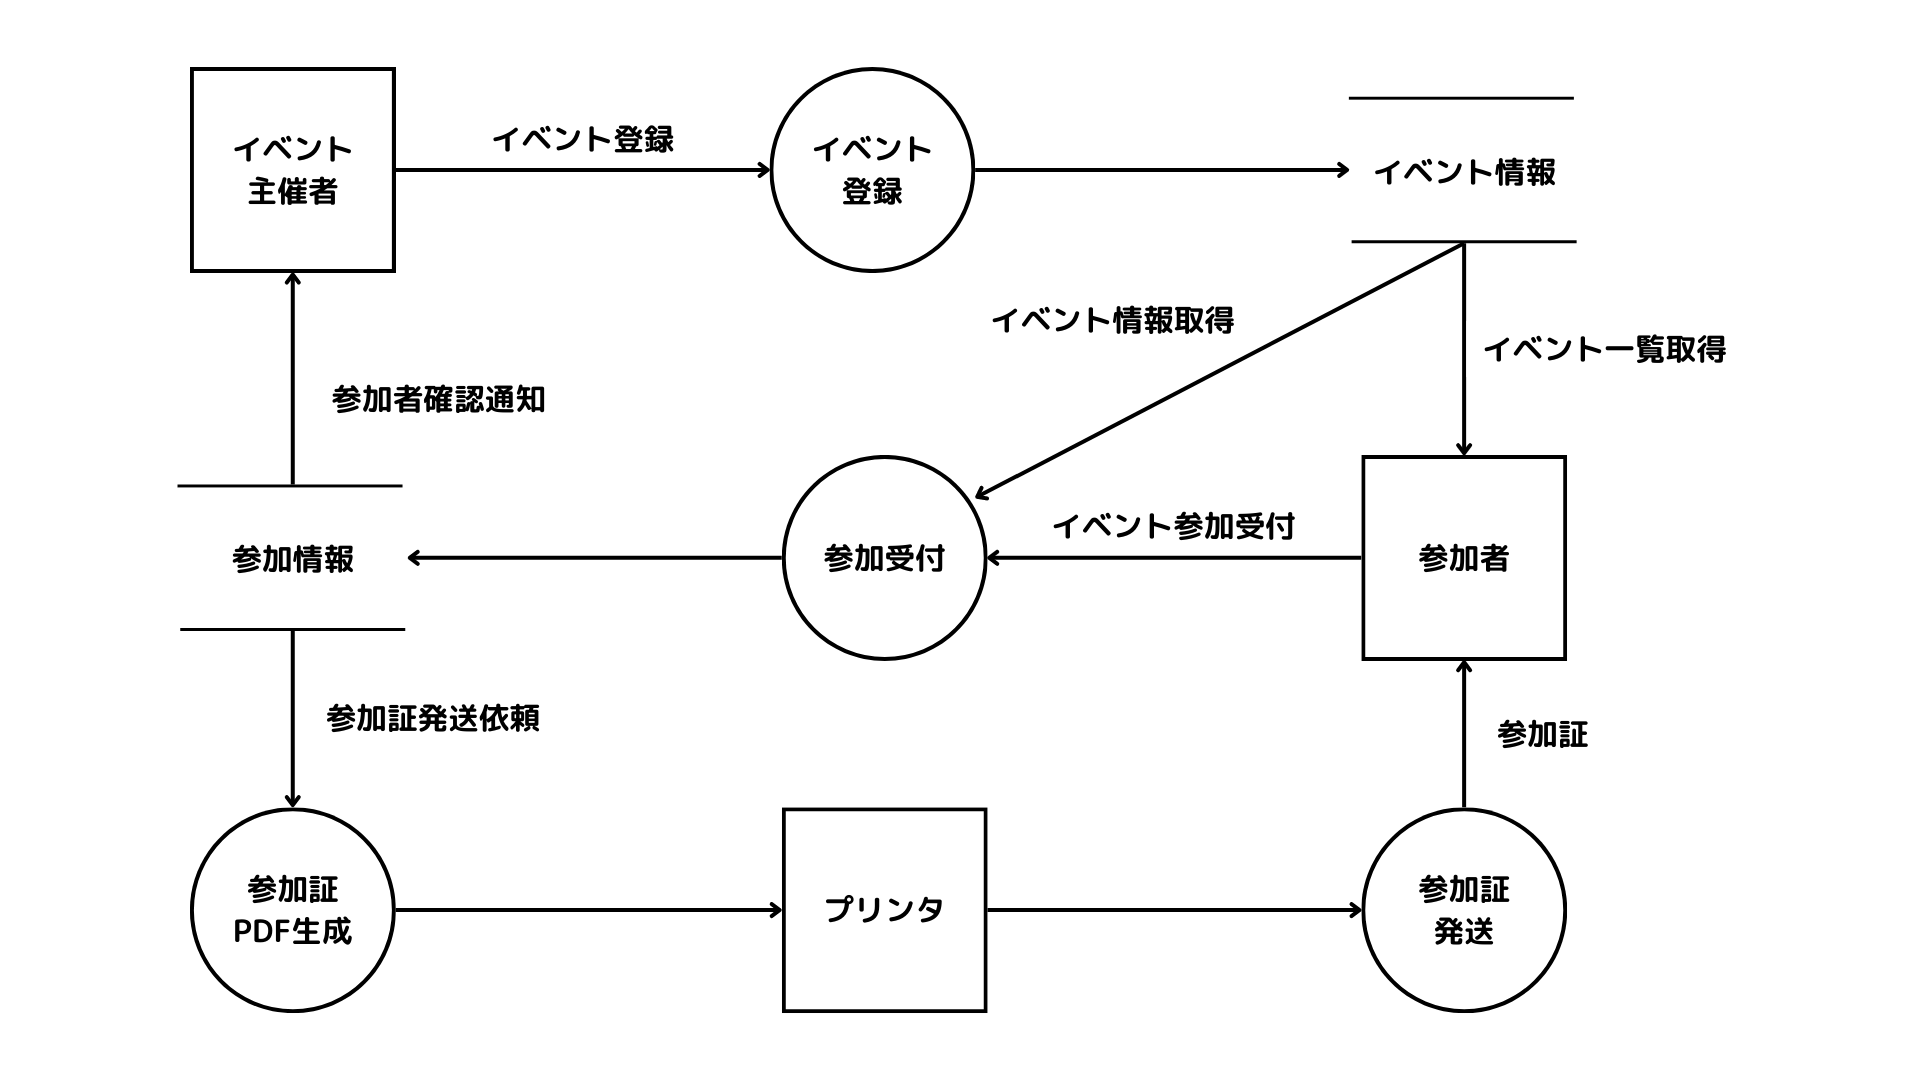 イベント
主催者
イベント登録
イベント
登録
イベント情報
イベント情報取得
イベント一覧取得
参加者確認通知
参加情報
参加受付
イベント参加受付
参加者
参加証発送依頼
参加証
参加証
PDF生成
プリンタ
参加証
発送